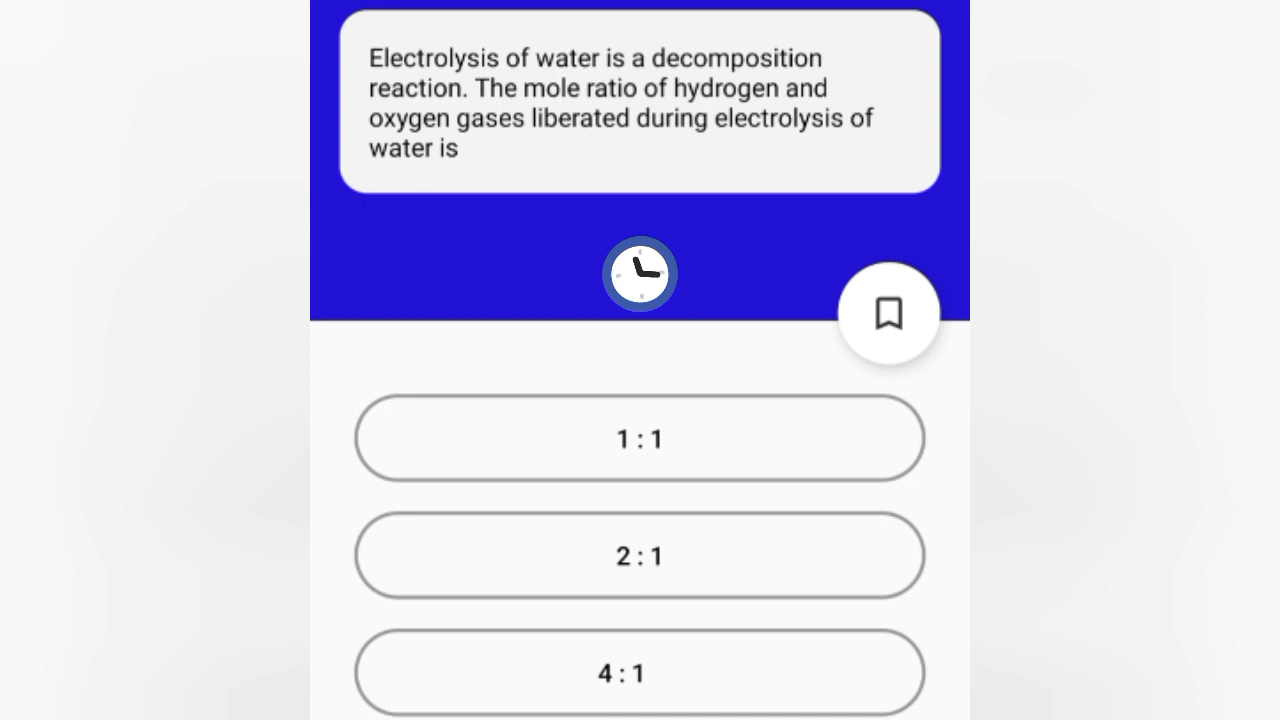 Electrolysis of water is a decomposition
reaction. The mole ratio of hydrogen and
oxygen gases liberated during electrolysis of
water is
1 : 1
2 : 1
4 : 1